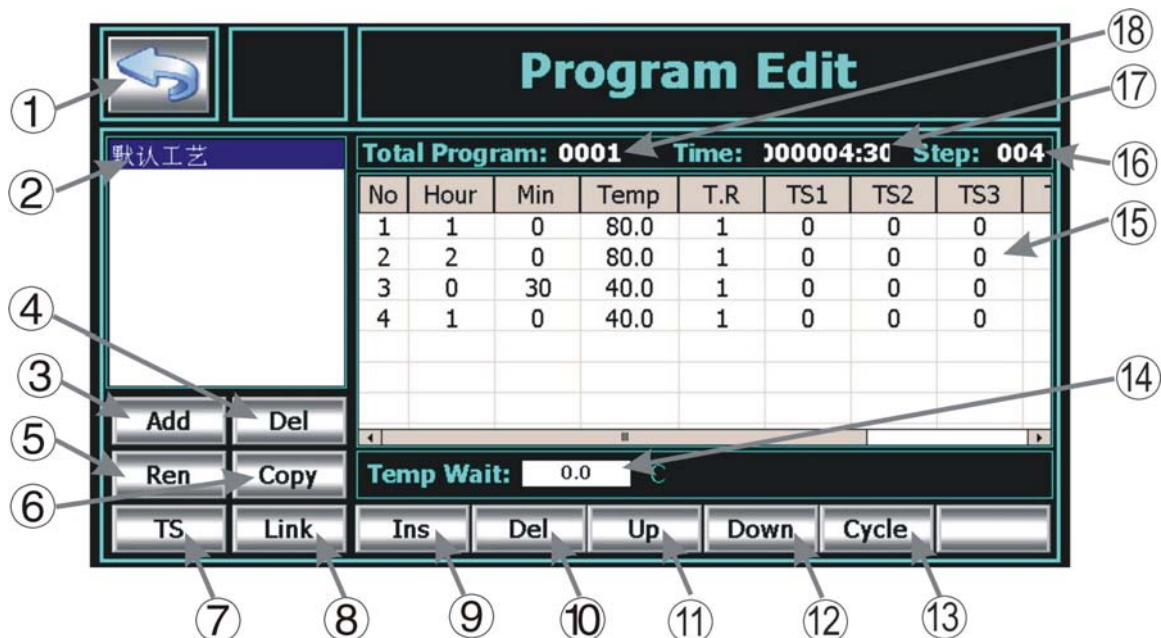 Program Edit
默认工艺
Total Program: 0001 Time: 000004:30 Step: 004
No Hour Min Temp T.R TS1 TS2 TS3 T
1 1 0 80.0 1 0 0 0
2 2 0 80.0 1 0 0 0
3 0 30 40.0 1 0 0 0
4 1 0 40.0 1 0 0 0
Temp Wait: 0.0 C
Add Del
Ren Copy
TS Link Ins Del Up Down Cycle
①
②
③
④
⑤
⑥
⑦
⑧
⑨
⑩
⑪
⑫
⑬
⑭
⑮
⑯
⑰
⑱